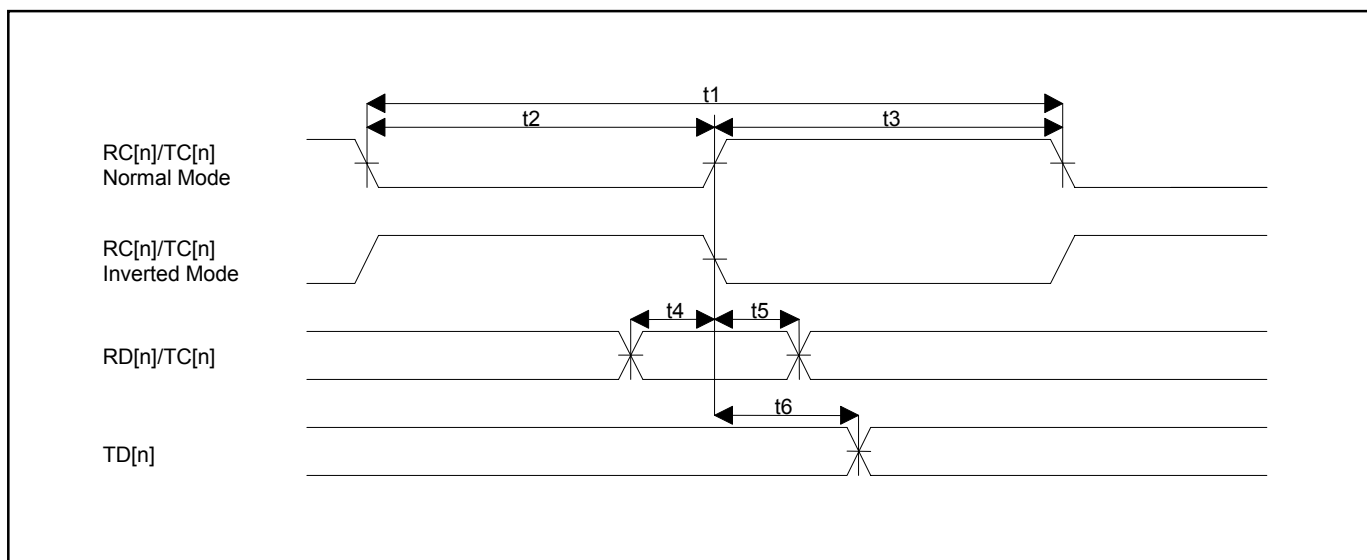 t1
t2
t3
RC[n]/TC[n]
Normal Mode
RC[n]/TC[n]
Inverted Mode
t4
t5
RD[n]/TC[n]
t6
TD[n]